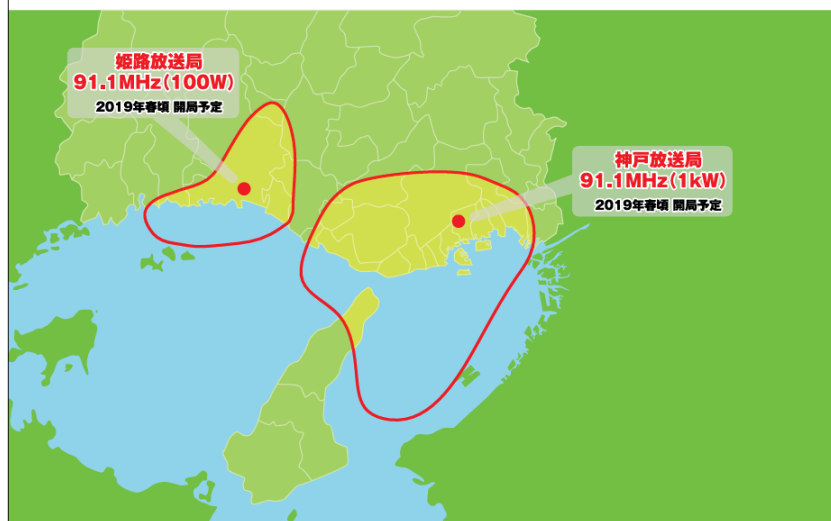 姫路放送局
91.1MHz(100W)
2019年春頃 開局予定
神戸放送局
91.1MHz(1kW)
2019年春頃 開局予定